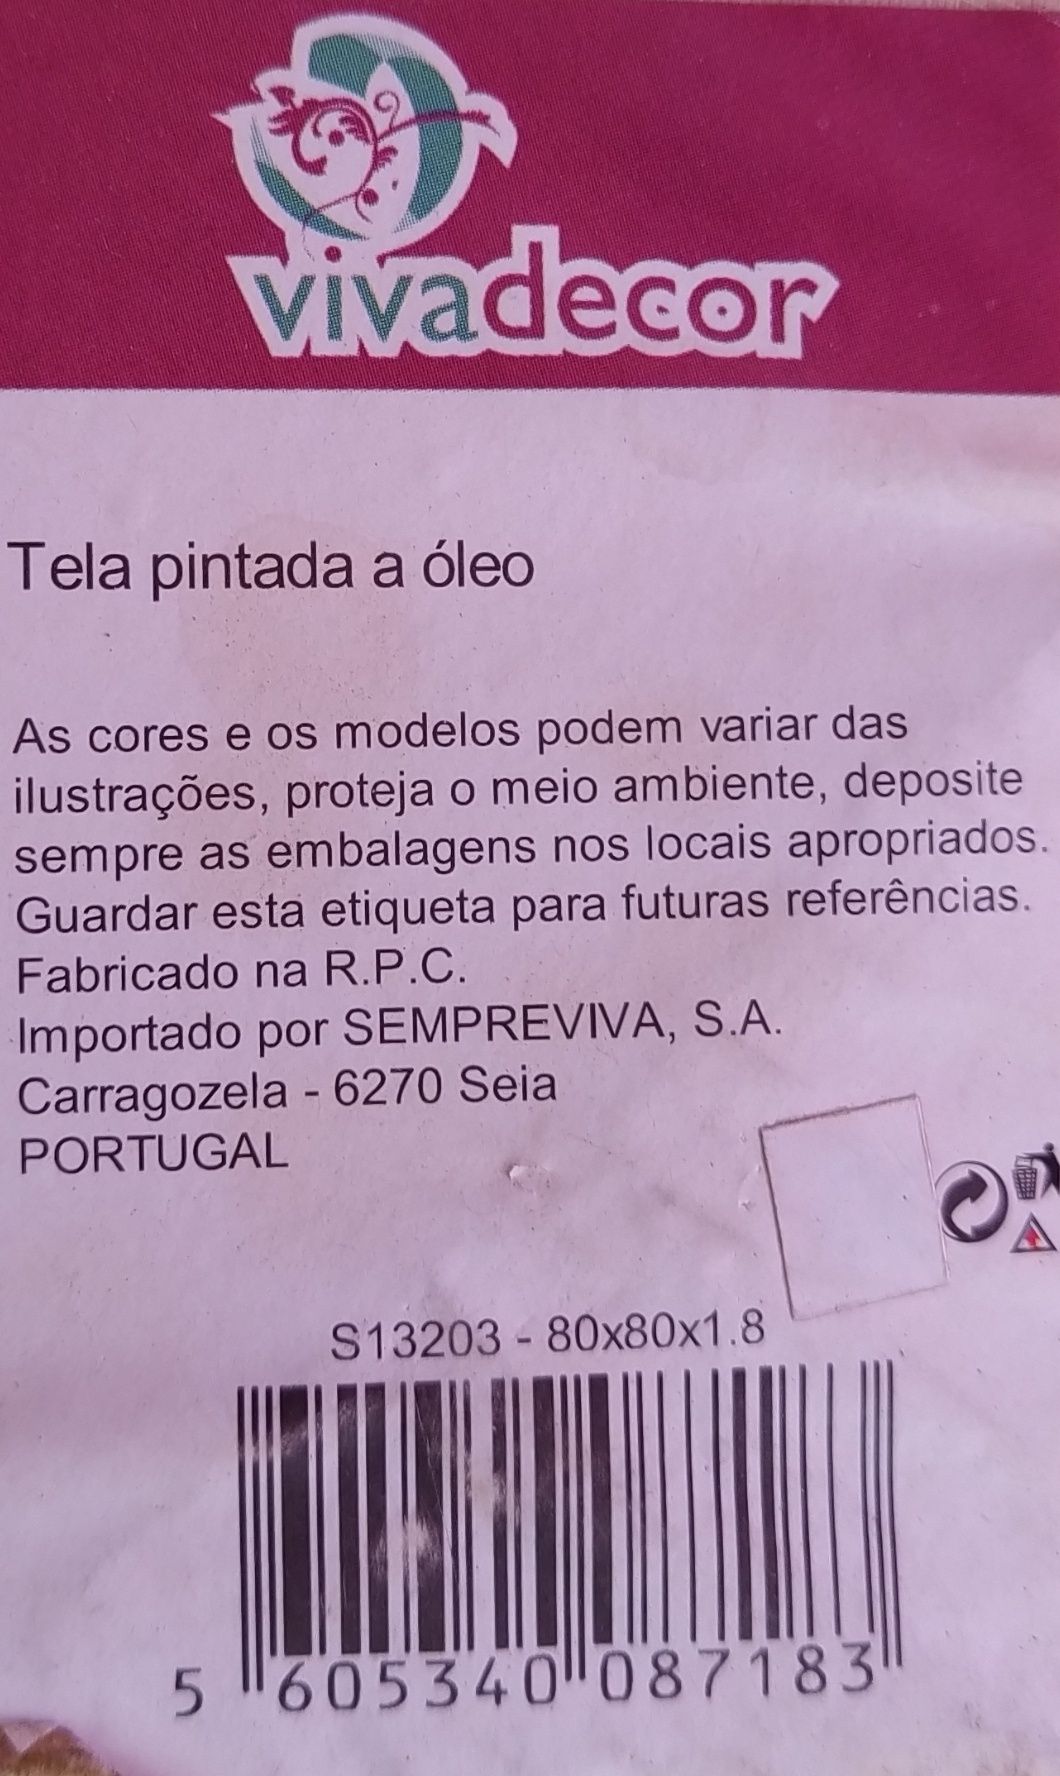 vivadecor
Tela pintada a óleo
As cores e os modelos podem variar das
ilustrações, proteja o meio ambiente, deposite
sempre as embalagens nos locais apropriados.
Guardar esta etiqueta para futuras referências.
Fabricado na R.P.C.
Importado por SEMPREVIVA, S.A.
Carragozela - 6270 Seia
PORTUGAL
S13203 - 80x80x1.8
5 605340 087183